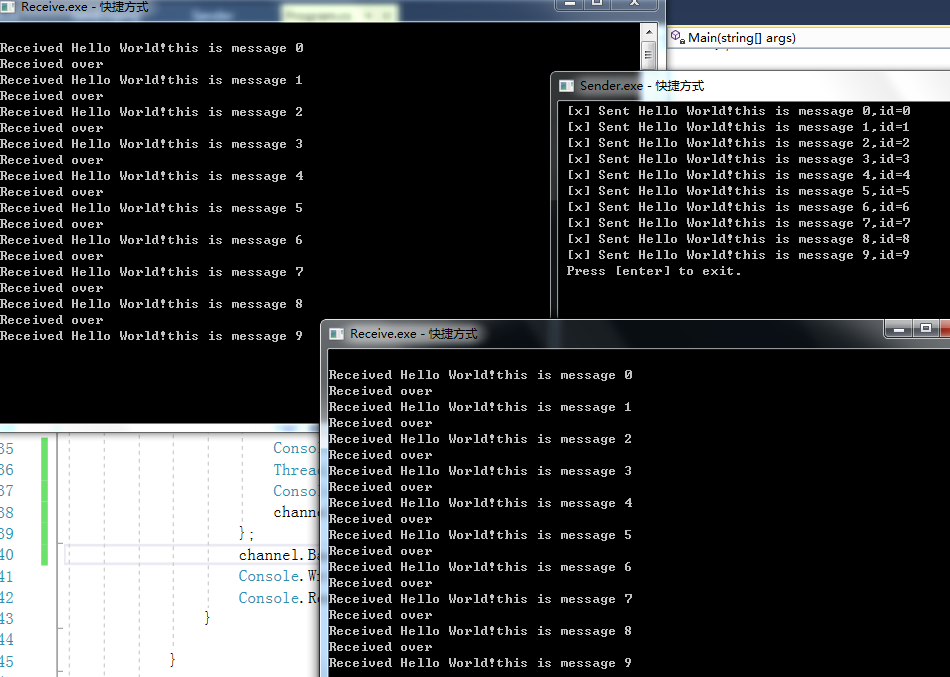 Receive.exe - 快捷方式
Received Hello World!this is message 0
Received over
Received Hello World!this is message 1
Received over
Received Hello World!this is message 2
Received over
Received Hello World!this is message 3
Received over
Received Hello World!this is message 4
Received over
Received Hello World!this is message 5
Received over
Received Hello World!this is message 6
Received over
Received Hello World!this is message 7
Received over
Received Hello World!this is message 8
Received over
Received Hello World!this is message 9
Main(string[] args)
Sender.exe - 快捷方式
[x] Sent Hello World!this is message 0,id=0
[x] Sent Hello World!this is message 1,id=1
[x] Sent Hello World!this is message 2,id=2
[x] Sent Hello World!this is message 3,id=3
[x] Sent Hello World!this is message 4,id=4
[x] Sent Hello World!this is message 5,id=5
[x] Sent Hello World!this is message 6,id=6
[x] Sent Hello World!this is message 7,id=7
[x] Sent Hello World!this is message 8,id=8
[x] Sent Hello World!this is message 9,id=9
Press [enter] to exit.
Receive.exe - 快捷方式
Received Hello World!this is message 0
Received over
Received Hello World!this is message 1
Received over
Received Hello World!this is message 2
Received over
Received Hello World!this is message 3
Received over
Received Hello World!this is message 4
Received over
Received Hello World!this is message 5
Received over
Received Hello World!this is message 6
Received over
Received Hello World!this is message 7
Received over
Received Hello World!this is message 8
Received over
Received Hello World!this is message 9
35 Conso
36 Threa
37 Conso
38 chann
39 };
40 channel.Ba
41 Console.W
42 Console.Re
43 }
44
45 }